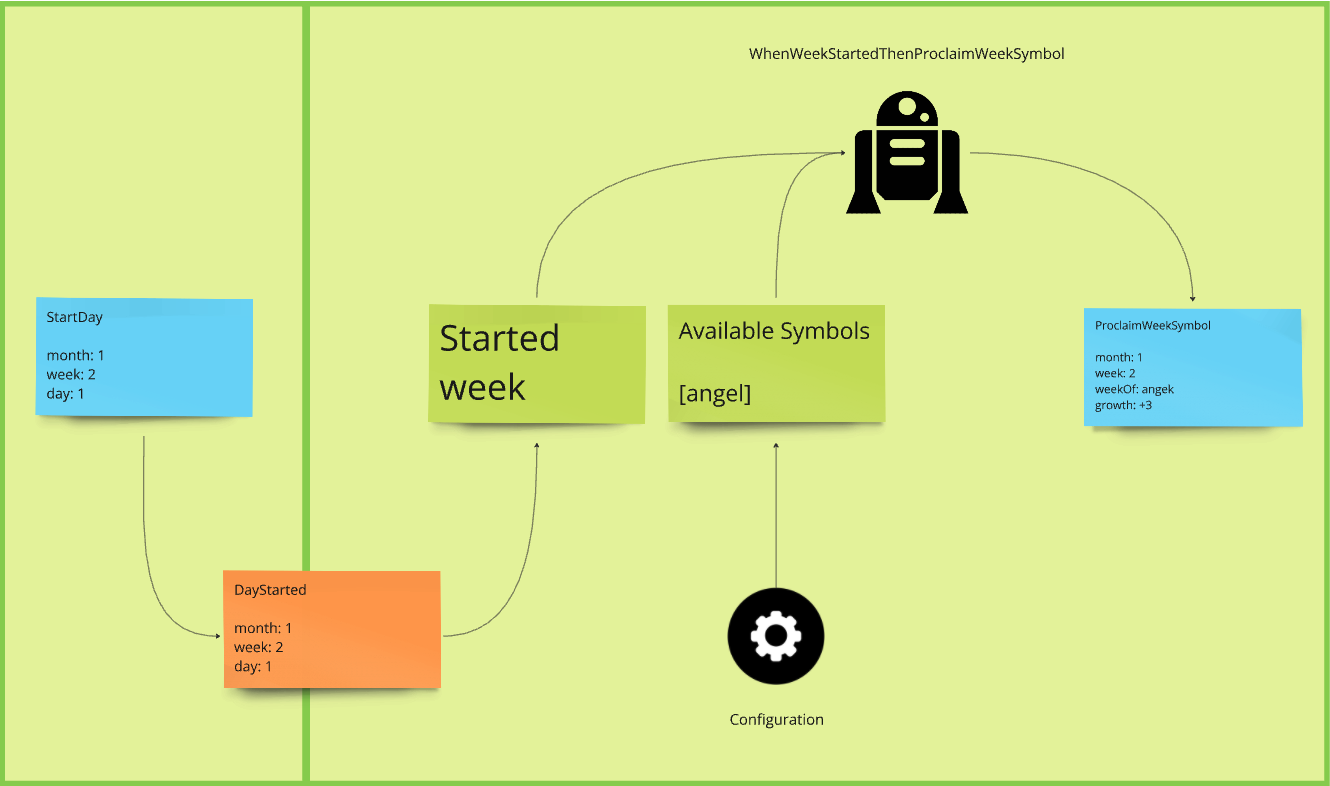 WhenWeekStartedThenProclaimWeekSymbol
StartDay
month: 1
week: 2
day: 1
Started
week
Available Symbols
[angel]
ProclaimWeekSymbol
month: 1
week: 2
weekOf: angek
growth: +3
DayStarted
month: 1
week: 2
day: 1
Configuration